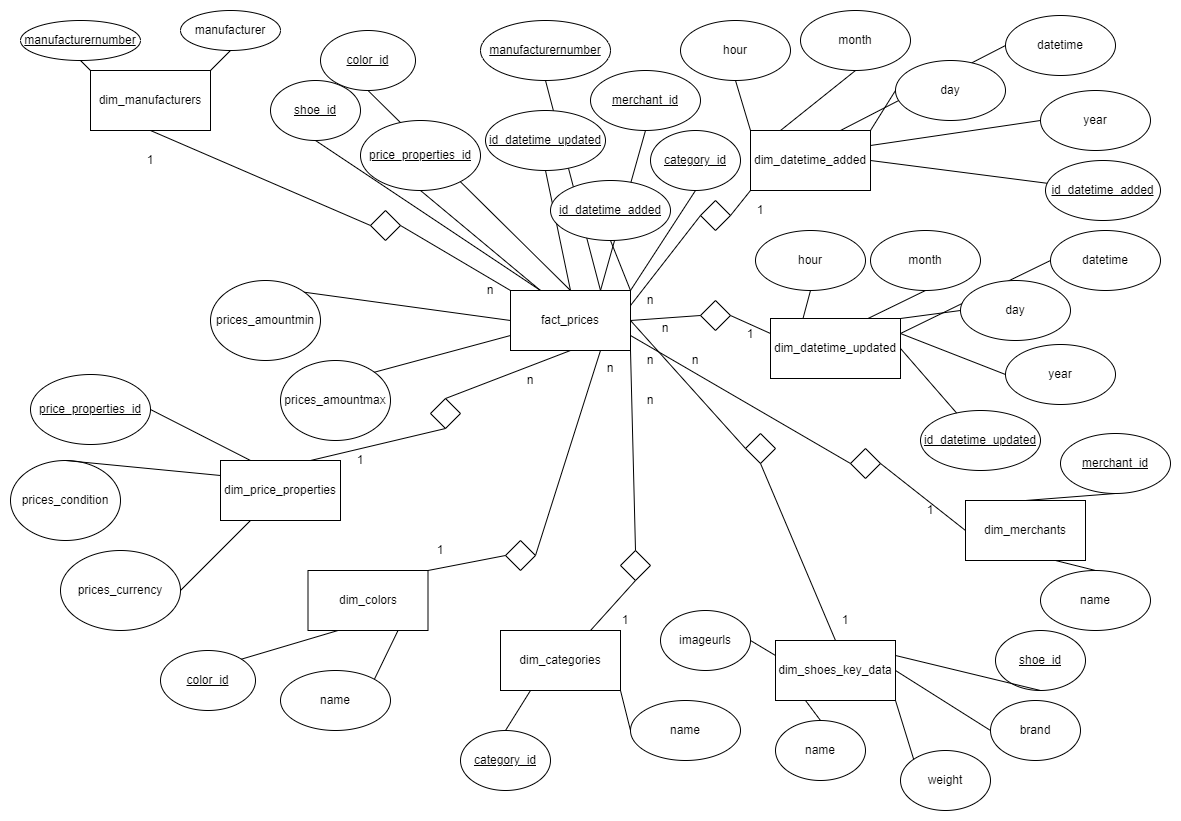 manufacturernumber
manufacturer
dim_manufacturers
1
color_id
shoe_id
price_properties_id
manufacturernumber
merchant_id
id_datetime_updated
category_id
id_datetime_added
hour
month
datetime
day
year
dim_datetime_added
id_datetime_added
1
n
n
fact_prices
n
n
n
n
n
n
prices_amountmin
prices_amountmax
hour
month
datetime
day
1
dim_datetime_updated
year
id_datetime_updated
price_properties_id
1
dim_price_properties
prices_condition
prices_currency
merchant_id
1
dim_merchants
name
1
dim_colors
color_id
name
1
dim_categories
category_id
name
1
imageurls
dim_shoes_key_data
shoe_id
brand
name
weight